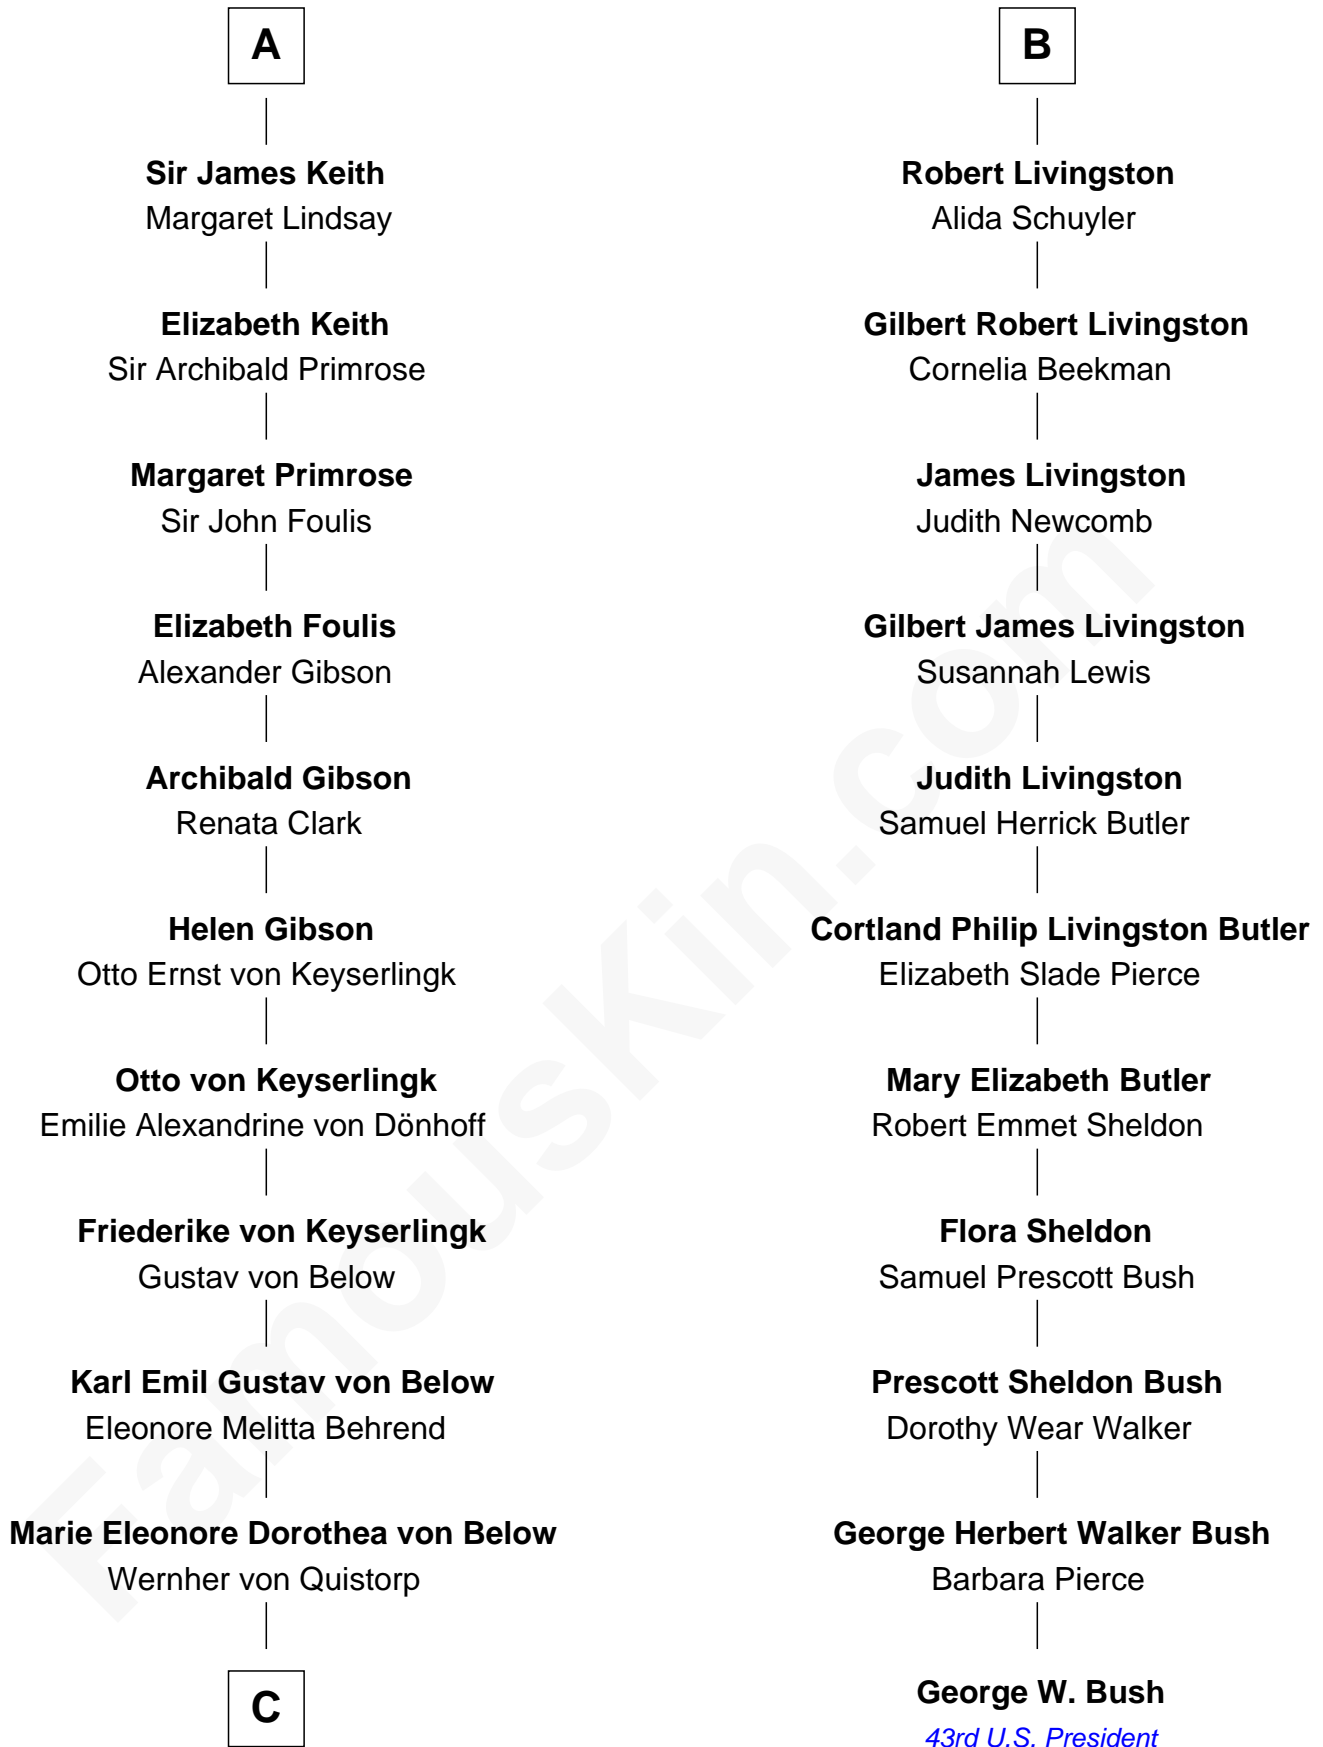 A
Sir James Keith
Margaret Lindsay
Elizabeth Keith
Sir Archibald Primrose
Margaret Primrose
Sir John Foulis
Elizabeth Foulis
Alexander Gibson
Archibald Gibson
Renata Clark
Helen Gibson
Otto Ernst von Keyserlingk
Otto von Keyserlingk
Emilie Alexandrine von Dönhoff
Friederike von Keyserlingk
Gustav von Below
Karl Emil Gustav von Below
Eleonore Melitta Behrend
Marie Eleonore Dorothea von Below
Wernher von Quistorp
C
B
Robert Livingston
Alida Schuyler
Gilbert Robert Livingston
Cornelia Beekman
James Livingston
Judith Newcomb
Gilbert James Livingston
Susannah Lewis
Judith Livingston
Samuel Herrick Butler
Cortland Philip Livingston Butler
Elizabeth Slade Pierce
Mary Elizabeth Butler
Robert Emmet Sheldon
Flora Sheldon
Samuel Prescott Bush
Prescott Sheldon Bush
Dorothy Wear Walker
George Herbert Walker Bush
Barbara Pierce
George W. Bush
43rd U.S. President
FamousKin.com